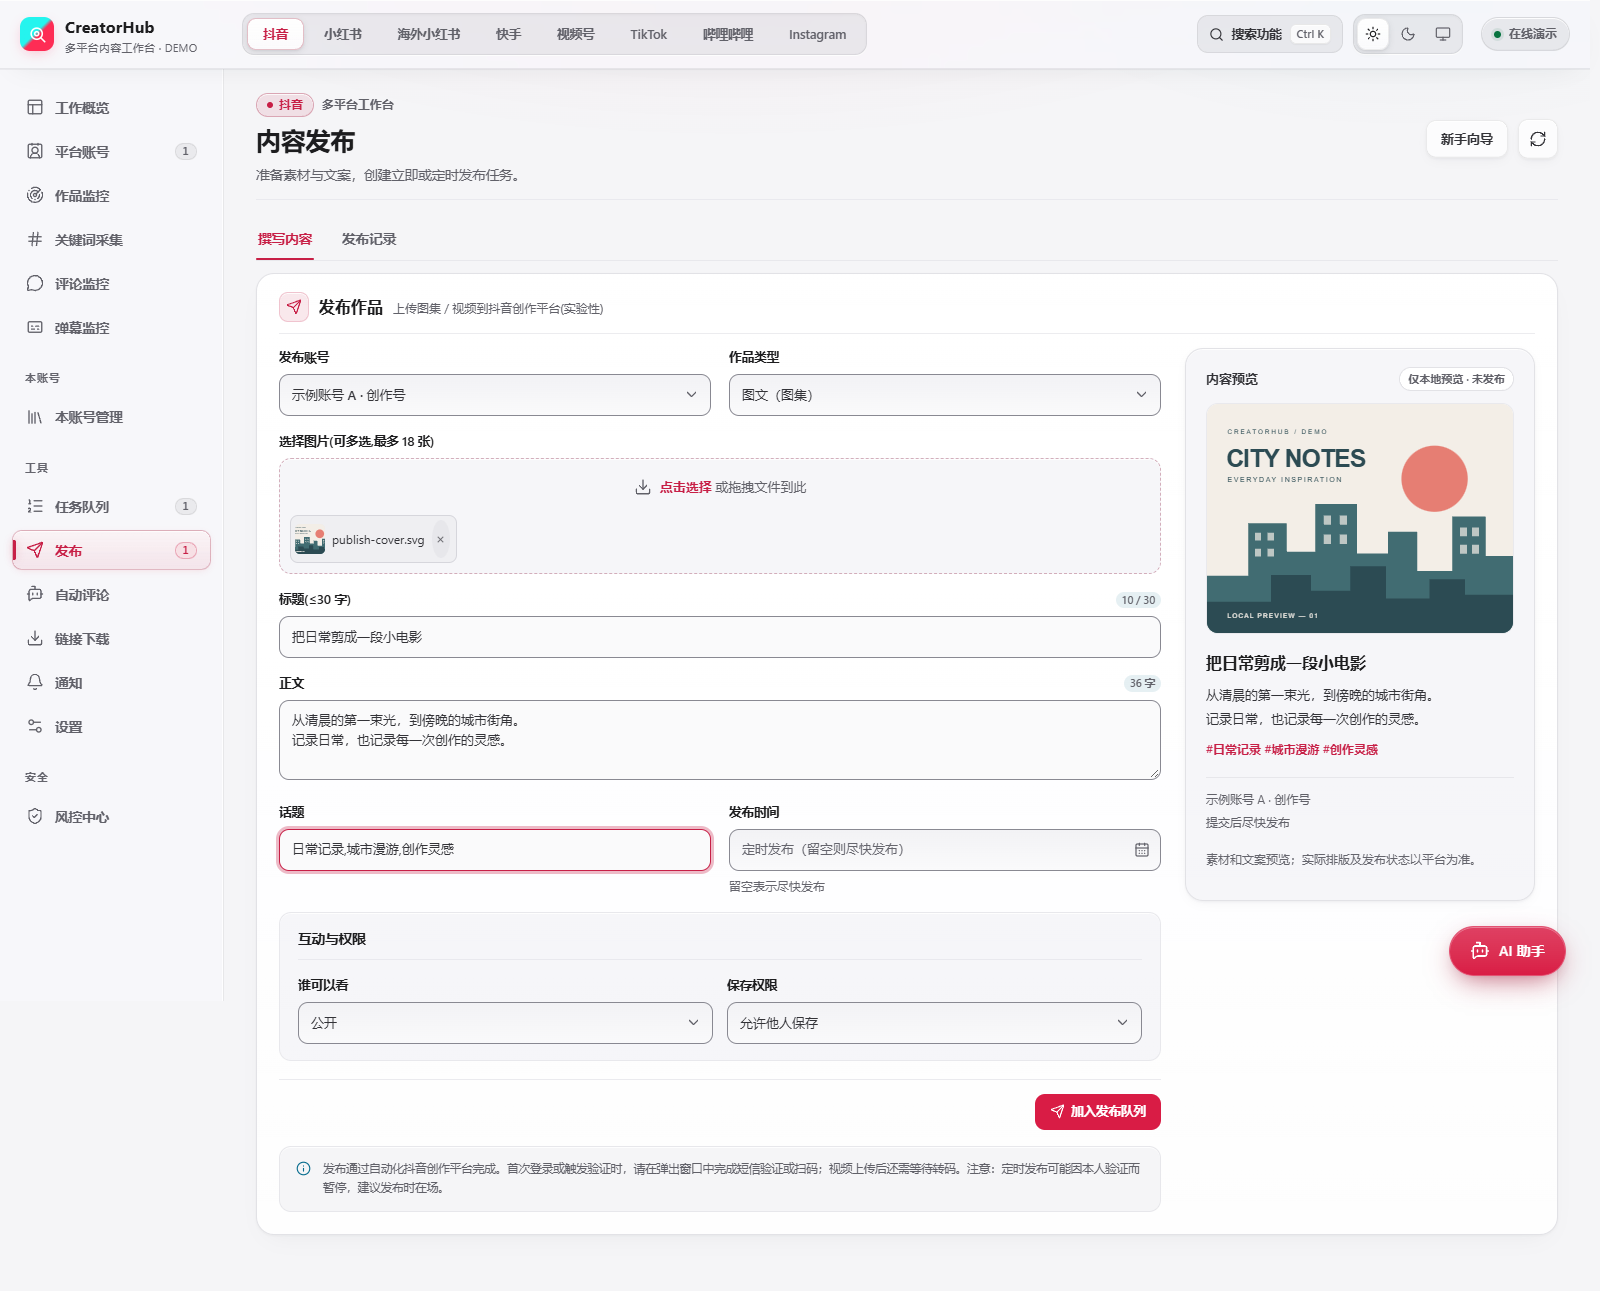 CreatorHub
多平台内容工作台 · DEMO
抖音
小红书
海外小红书
快手
视频号
TikTok
哔哩哔哩
Instagram
搜索功能
Ctrl K
在线演示
工作概览
平台账号
1
作品监控
关键词采集
评论监控
弹幕监控
本账号
本账号管理
工具
任务队列
1
发布
1
自动评论
链接下载
通知
设置
安全
风控中心
抖音
多平台工作台
内容发布
准备素材与文案，创建立即或定时发布任务。
新手向导
撰写内容
发布记录
发布作品
上传图集 / 视频到抖音创作平台(实验性)
发布账号
示例账号 A · 创作号
作品类型
图文（图集）
选择图片(可多选,最多 18 张)
点击选择 或拖拽文件到此
publish-cover.svg ×
标题(≤30 字)
10 / 30
把日常剪成一段小电影
正文
36 字
从清晨的第一束光，到傍晚的城市街角。
记录日常，也记录每一次创作的灵感。
话题
日常记录,城市漫游,创作灵感
发布时间
定时发布（留空则尽快发布）
留空表示尽快发布
互动与权限
谁可以看
公开
保存权限
允许他人保存
加入发布队列
发布通过自动化抖音创作平台完成。首次登录或触发验证时，请在弹出窗口中完成短信验证或扫码；视频上传后还需等待转码。注意：定时发布可能因本人验证而
暂停，建议发布时在场。
内容预览
仅本地预览 · 未发布
CREATORHUB / DEMO
CITY NOTES
EVERYDAY INSPIRATION
LOCAL PREVIEW — 01
把日常剪成一段小电影
从清晨的第一束光，到傍晚的城市街角。
记录日常，也记录每一次创作的灵感。
#日常记录 #城市漫游 #创作灵感
示例账号 A · 创作号
提交后尽快发布
素材和文案预览；实际排版及发布状态以平台为准。
AI 助手